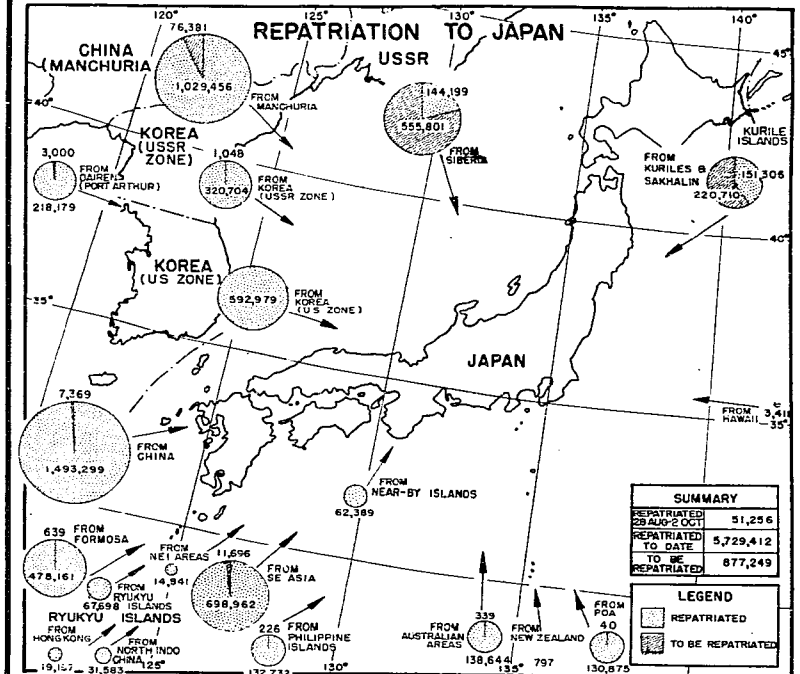 REPATRIATION TO JAPAN
120°
125°
130°
135°
140°
45°
76,381
CHINA
(MANCHURIA
1,029,456
FROM
MANCHURIA
USSR
144,199
555,801
FROM
SIBERIA
40°
KOREA
(USSR
ZONE)
3,000
FROM
DAIREN &
(PORT ARTHUR)
218,179
1,048
320,704
FROM
KOREA
(USSR ZONE)
KURILE
ISLANDS
FROM
KURILES &
SAKHALIN
151,306
220,710
40°
KOREA
(US ZONE)
592,979
FROM
KOREA
(US ZONE)
35°
JAPAN
7,369
FROM
CHINA
1,493,299
FROM
HAWAII
3,411
35°
FROM
NEAR-BY ISLANDS
62,389
639
FROM
FORMOSA
478,161
FROM
NEI AREAS
14,941
11,696
FROM
SE ASIA
698,962
FROM
RYUKYU
ISLANDS
67,698
RYUKYU ISLANDS
FROM
HONGKONG
FROM
NORTH INDO
CHINA
31,583
125°
226
FROM
PHILIPPINE
ISLANDS
132,733
130°
339
FROM
AUSTRALIAN
AREAS
138,644
135°
FROM
NEW ZEALAND
797
FROM
POA
40
130,875
SUMMARY
REPATRIATED
28 AUG-2 OCT 51,256
REPATRIATED
TO DATE 5,729,412
TO BE
REPATRIATED 877,249
LEGEND
REPATRIATED
TO BE REPATRIATED